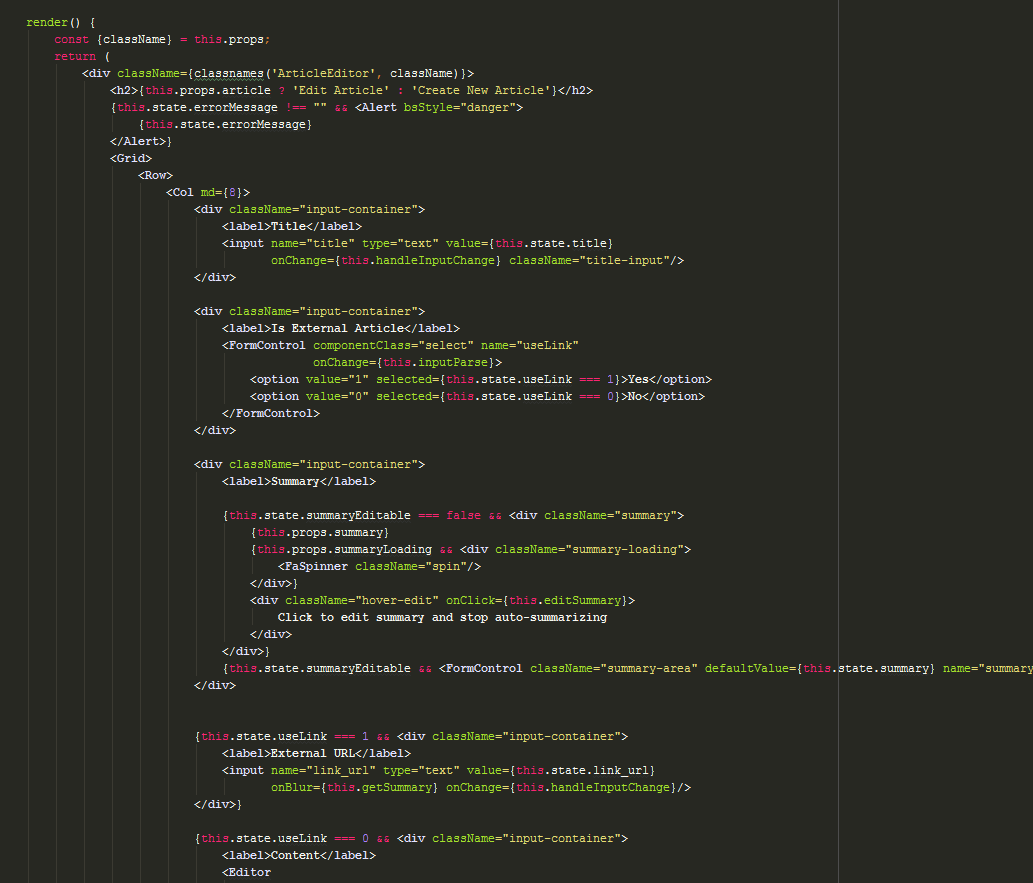 render() {
const {className} = this.props;
return (
<div className={classnames('ArticleEditor', className)}>
<h2>{this.props.article ? 'Edit Article' : 'Create New Article'}</h2>
{this.state.errorMessage !== "" && <Alert bsStyle="danger">
{this.state.errorMessage}
</Alert>}
<Grid>
<Row>
<Col md={8}>
<div className="input-container">
<label>Title</label>
<input name="title" type="text" value={this.state.title}
onChange={this.handleInputChange} className="title-input"/>
</div>
<div className="input-container">
<label>Is External Article</label>
<FormControl componentClass="select" name="useLink"
onChange={this.inputParse}>
<option value="1" selected={this.state.useLink === 1}>Yes</option>
<option value="0" selected={this.state.useLink === 0}>No</option>
</FormControl>
</div>
<div className="input-container">
<label>Summary</label>
{this.state.summaryEditable === false && <div className="summary">
{this.props.summary}
{this.props.summaryLoading && <div className="summary-loading">
<FaSpinner className="spin"/>
</div>}
<div className="hover-edit" onClick={this.editSummary}>
Click to edit summary and stop auto-summarizing
</div>
</div>}
{this.state.summaryEditable && <FormControl className="summary-area" defaultValue={this.state.summary} name="summary
</div>
{this.state.useLink === 1 && <div className="input-container">
<label>External URL</label>
<input name="link_url" type="text" value={this.state.link_url}
onBlur={this.getSummary} onChange={this.handleInputChange}/>
</div>}
{this.state.useLink === 0 && <div className="input-container">
<label>Content</label>
<Editor